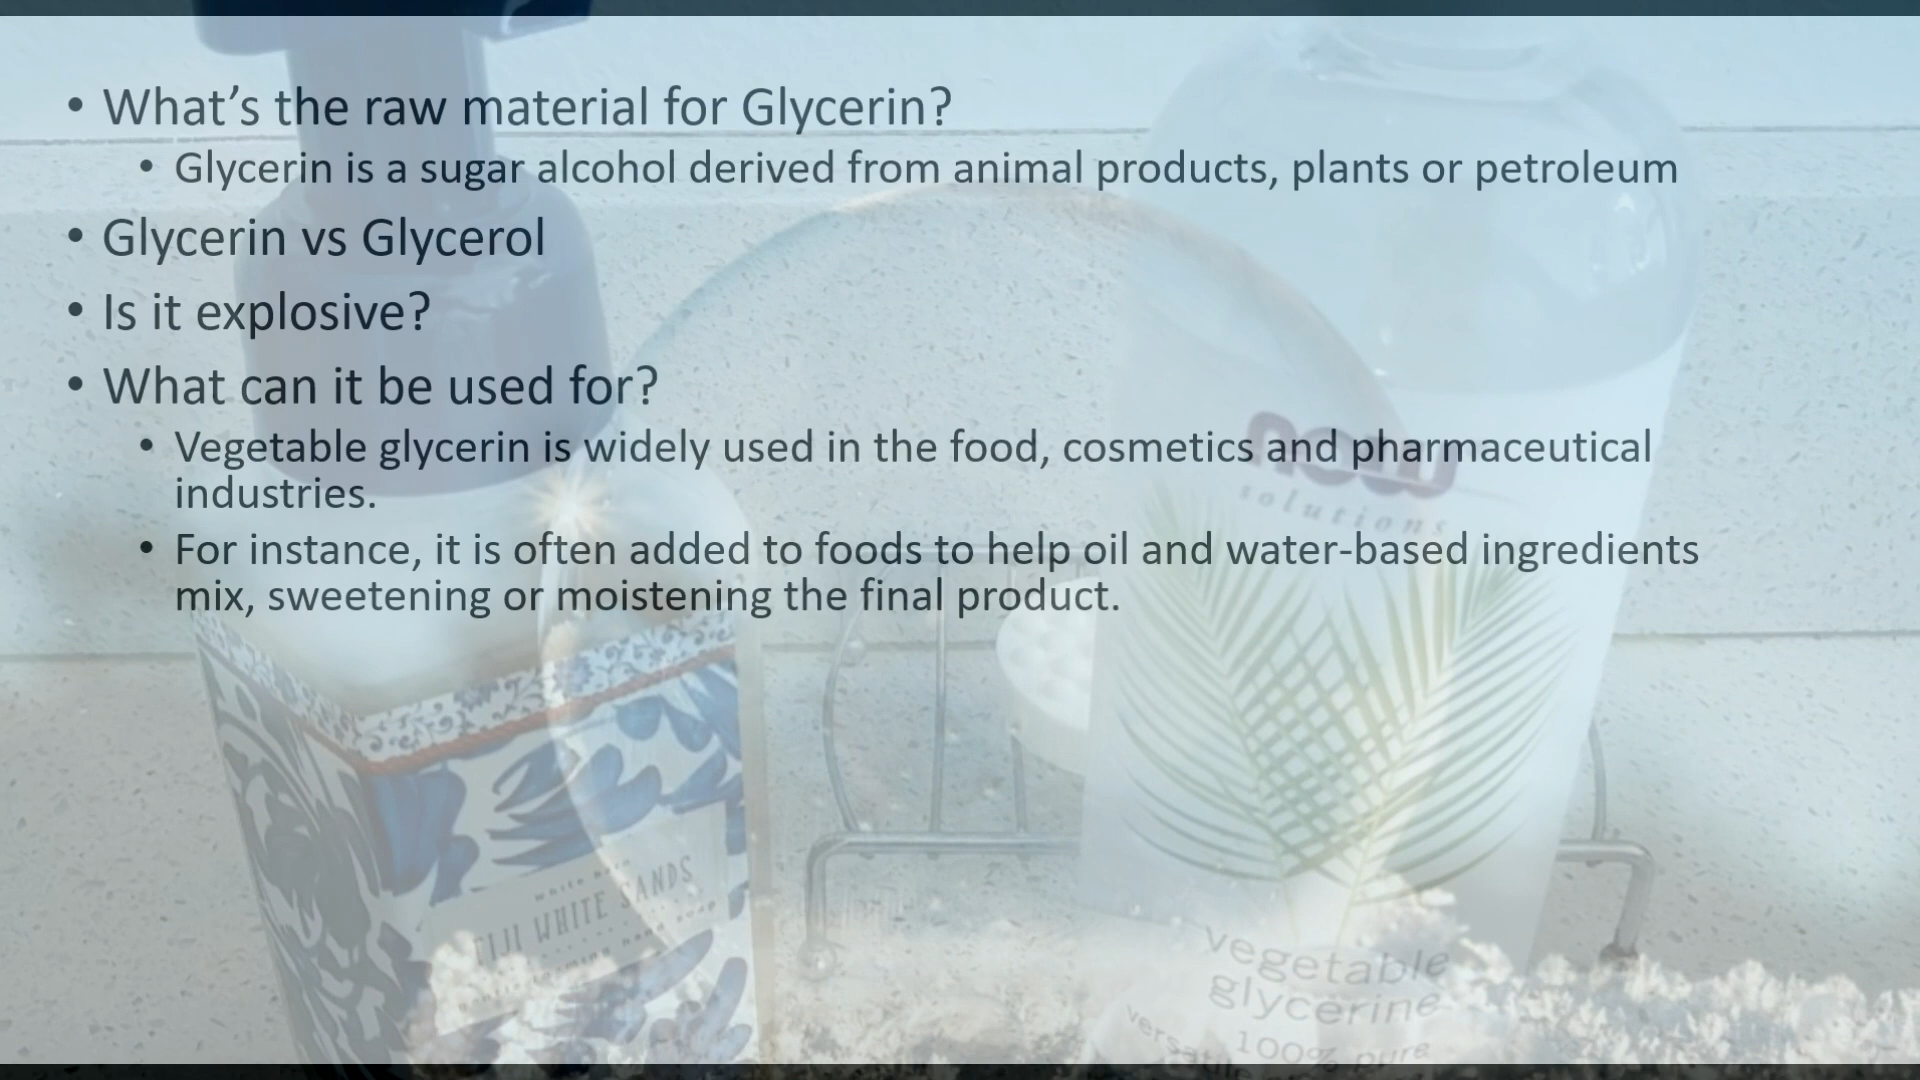 • What’s the raw material for Glycerin?
• Glycerin is a sugar alcohol derived from animal products, plants or petroleum
• Glycerin vs Glycerol
• Is it explosive?
• What can it be used for?
• Vegetable glycerin is widely used in the food, cosmetics and pharmaceutical
industries.
• For instance, it is often added to foods to help oil and water-based ingredients
mix, sweetening or moistening the final product.
now
solutions
FIJI WHITE SANDS
vegetable
glycerine
100% pure